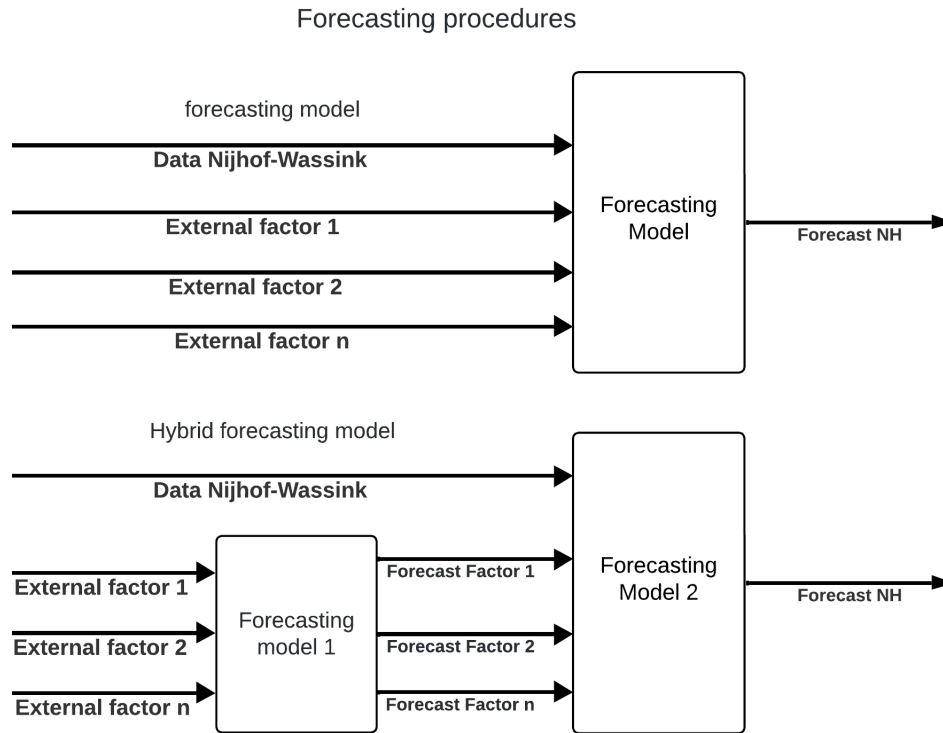 Forecasting procedures
forecasting model
Data Nijhof-Wassink
External factor 1
External factor 2
External factor n
Forecasting
Model
Forecast NH
Hybrid forecasting model
Data Nijhof-Wassink
External factor 1
External factor 2
External factor n
Forecasting
model 1
Forecast Factor 1
Forecast Factor 2
Forecast Factor n
Forecasting
Model 2
Forecast NH